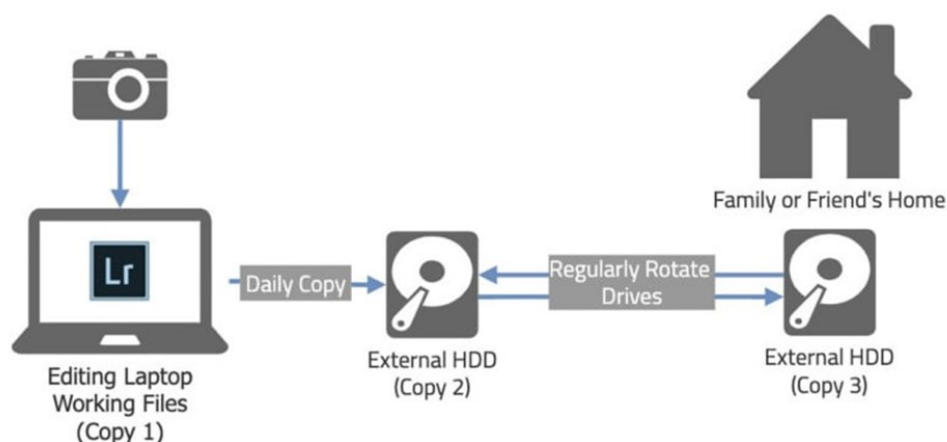 Family or Friend's Home
Lr
Daily Copy
Regularly Rotate
Drives
Editing Laptop
Working Files
(Copy 1)
External HDD
(Copy 2)
External HDD
(Copy 3)